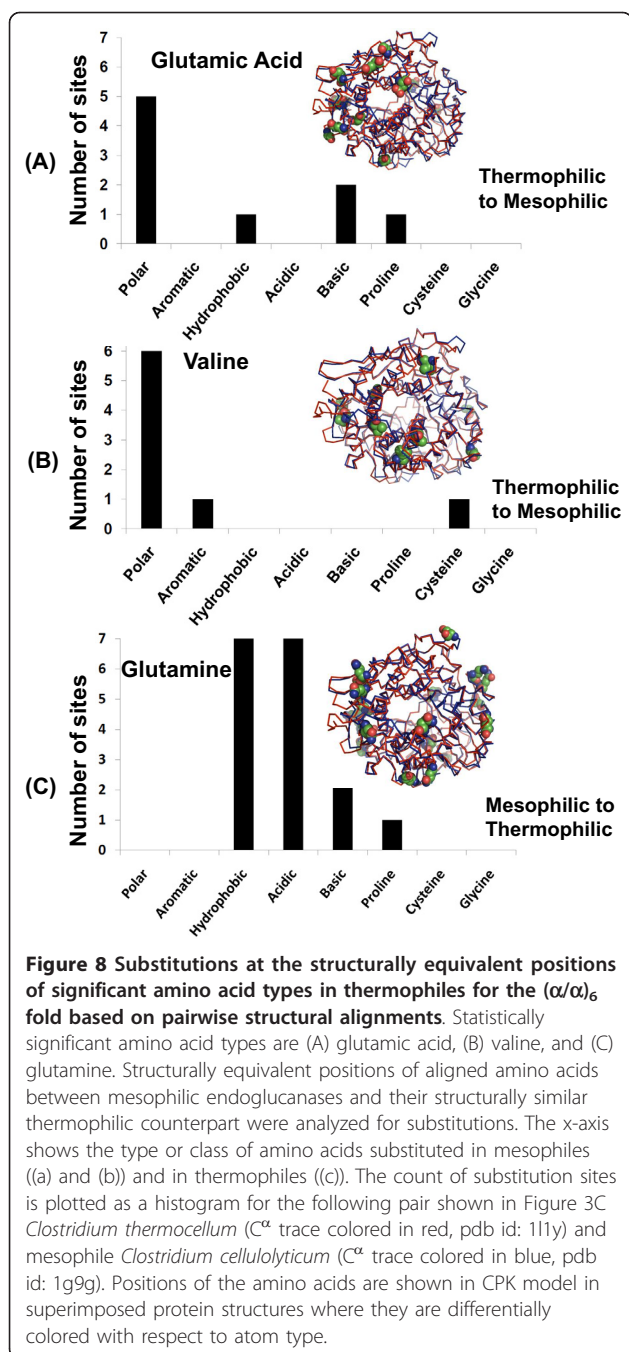 7
6
5
4
3
2
1
0
Number of sites
(A)
Glutamic Acid
Thermophilic
to Mesophilic
Polar
Aromatic
Hydrophobic
Acidic
Basic
Proline
Cysteine
Glycine
6
5
4
3
2
1
0
Number of sites
(B)
Valine
Thermophilic
to Mesophilic
Polar
Aromatic
Hydrophobic
Acidic
Basic
Proline
Cysteine
Glycine
7
6
5
4
3
2
1
0
Number of sites
(C)
Glutamine
Mesophilic to
Thermophilic
Polar
Aromatic
Hydrophobic
Acidic
Basic
Proline
Cysteine
Glycine
Figure 8 Substitutions at the structurally equivalent positions
of significant amino acid types in thermophiles for the (α/α)₆
fold based on pairwise structural alignments. Statistically
significant amino acid types are (A) glutamic acid, (B) valine, and (C)
glutamine. Structurally equivalent positions of aligned amino acids
between mesophilic endoglucanases and their structurally similar
thermophilic counterpart were analyzed for substitutions. The x-axis
shows the type or class of amino acids substituted in mesophiles
((a) and (b)) and in thermophiles ((c)). The count of substitution sites
is plotted as a histogram for the following pair shown in Figure 3C
Clostridium thermocellum (Cᵅ trace colored in red, pdb id: 1l1y) and
mesophile Clostridium cellulolyticum (Cᵅ trace colored in blue, pdb
id: 1g9g). Positions of the amino acids are shown in CPK model in
superimposed protein structures where they are differentially
colored with respect to atom type.